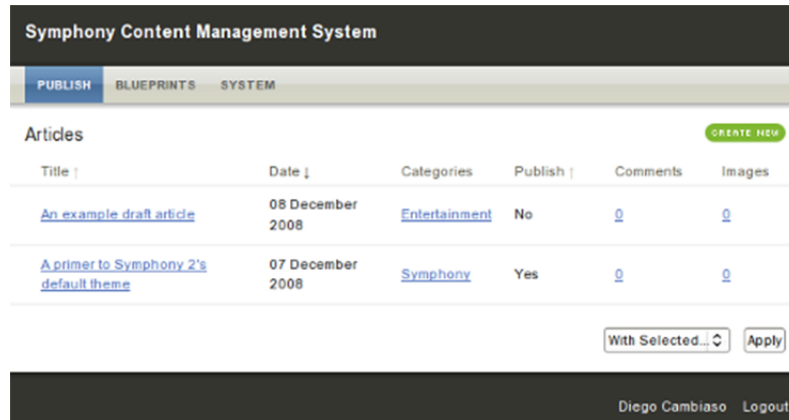 Symphony Content Management System
PUBLISH BLUEPRINTS SYSTEM
Articles
CREATE NEW
Title ↑ Date ↓ Categories Publish ↑ Comments Images
An example draft article 08 December 2008 Entertainment No 0 0
A primer to Symphony 2's default theme 07 December 2008 Symphony Yes 0 0
With Selected... Apply
Diego Cambiaso Logout